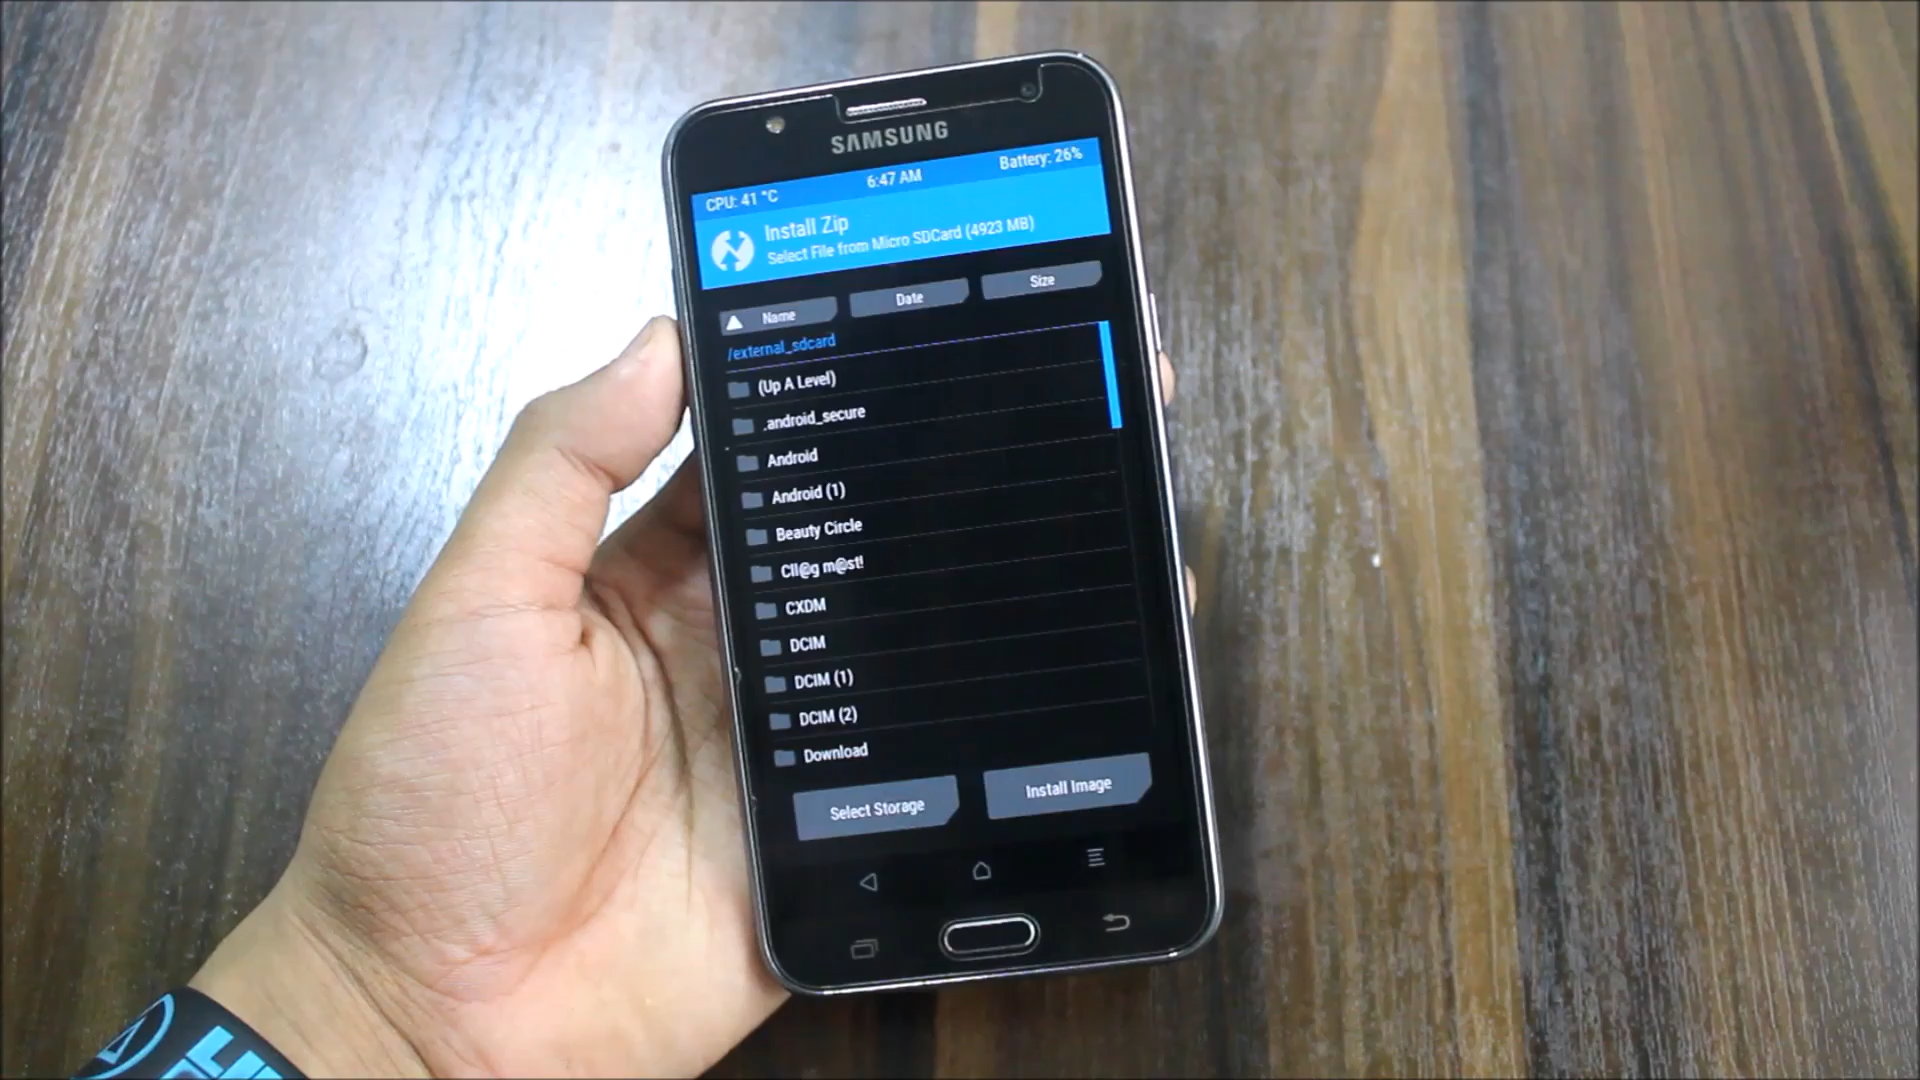 SAMSUNG
CPU: 41 °C
6:47 AM
Battery: 26%
Install Zip
Select File from Micro SDCard (4923 MB)
Name
Date
Size
/external_sdcard
(Up A Level)
.android_secure
Android
Android (1)
Beauty Circle
Cll@g m@st!
CXDM
DCIM
DCIM (1)
DCIM (2)
Download
Select Storage
Install Image